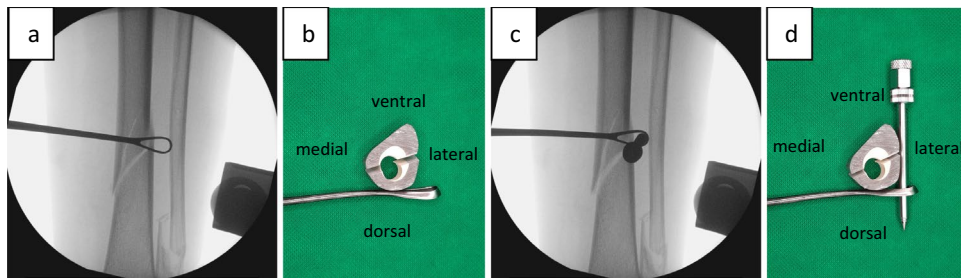 a
b
ventral
medial
lateral
dorsal
c
d
ventral
medial
lateral
dorsal